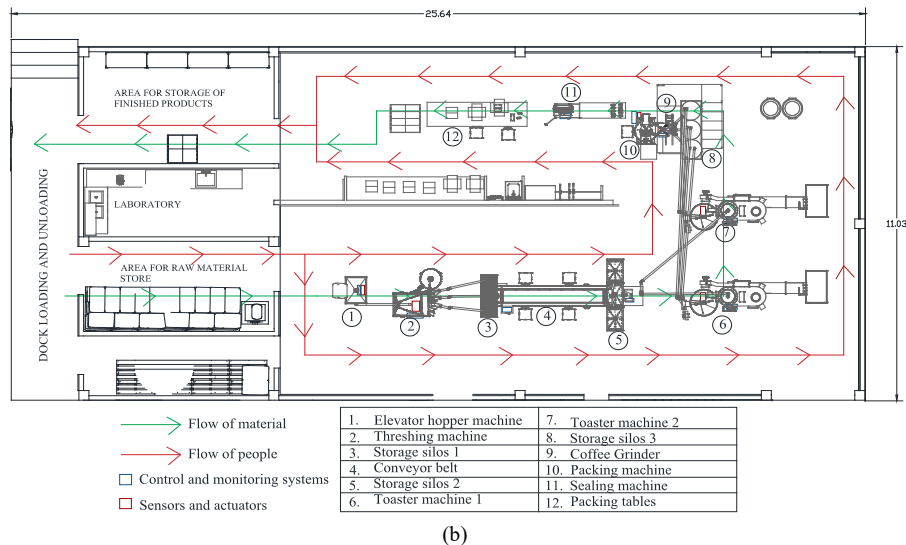 25.64
11.03
AREA FOR STORAGE OF
FINISHED PRODUCTS
LABORATORY
AREA FOR RAW MATERIAL
STORE
DOCK LOADING AND UNLOADING
11
9
12
10
8
7
1
2
3
4
5
6
Flow of material
Flow of people
Control and monitoring systems
Sensors and actuators
1. Elevator hopper machine
2. Threshing machine
3. Storage silos 1
4. Conveyor belt
5. Storage silos 2
6. Toaster machine 1
7. Toaster machine 2
8. Storage silos 3
9. Coffee Grinder
10. Packing machine
11. Sealing machine
12. Packing tables
(b)